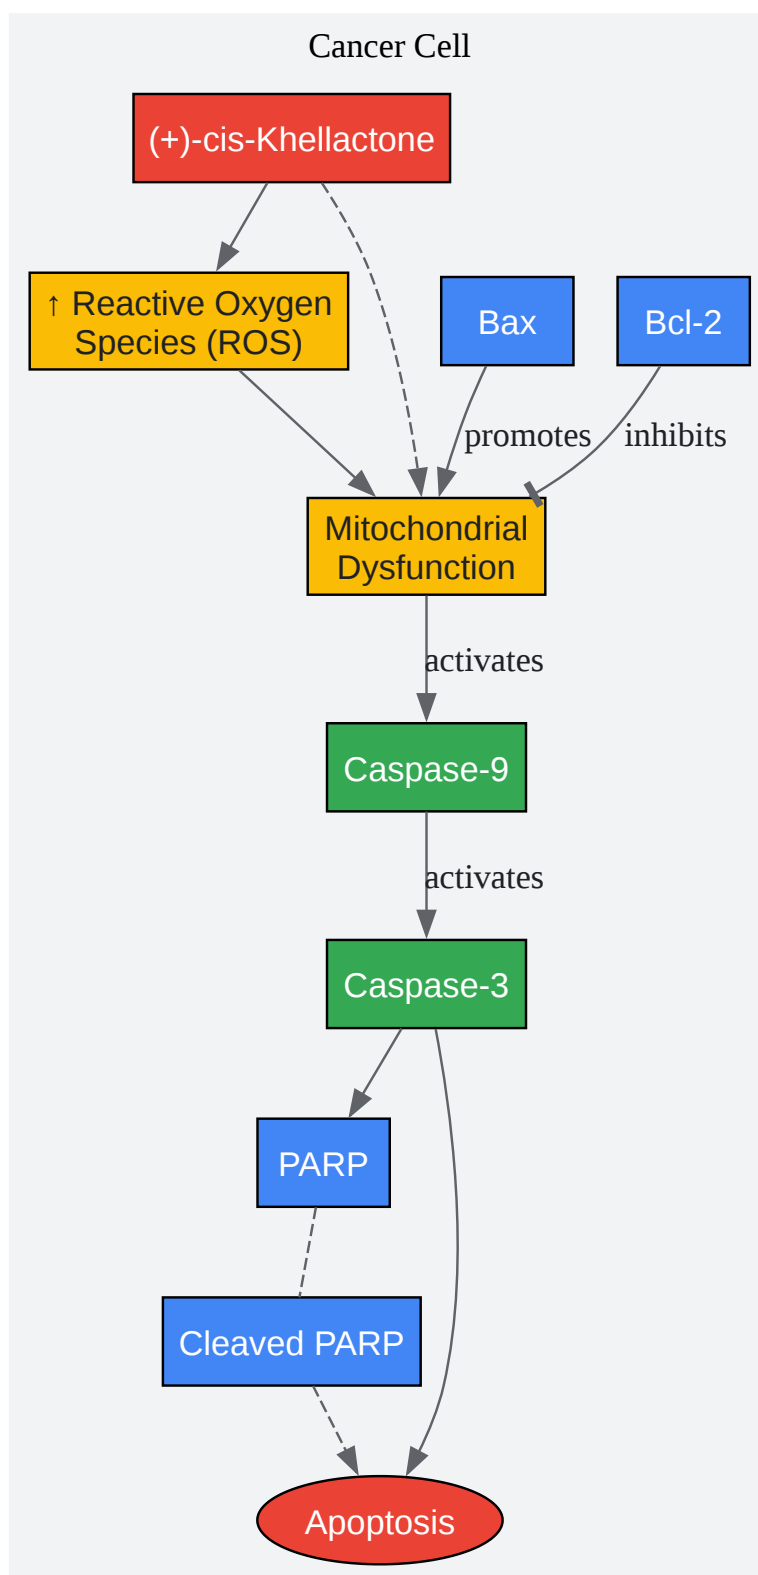 Cancer Cell
(+)-cis-Khellactone
↑ Reactive Oxygen
Species (ROS)
Bax
Bcl-2
promotes
inhibits
Mitochondrial
Dysfunction
activates
Caspase-9
activates
Caspase-3
PARP
Cleaved PARP
Apoptosis